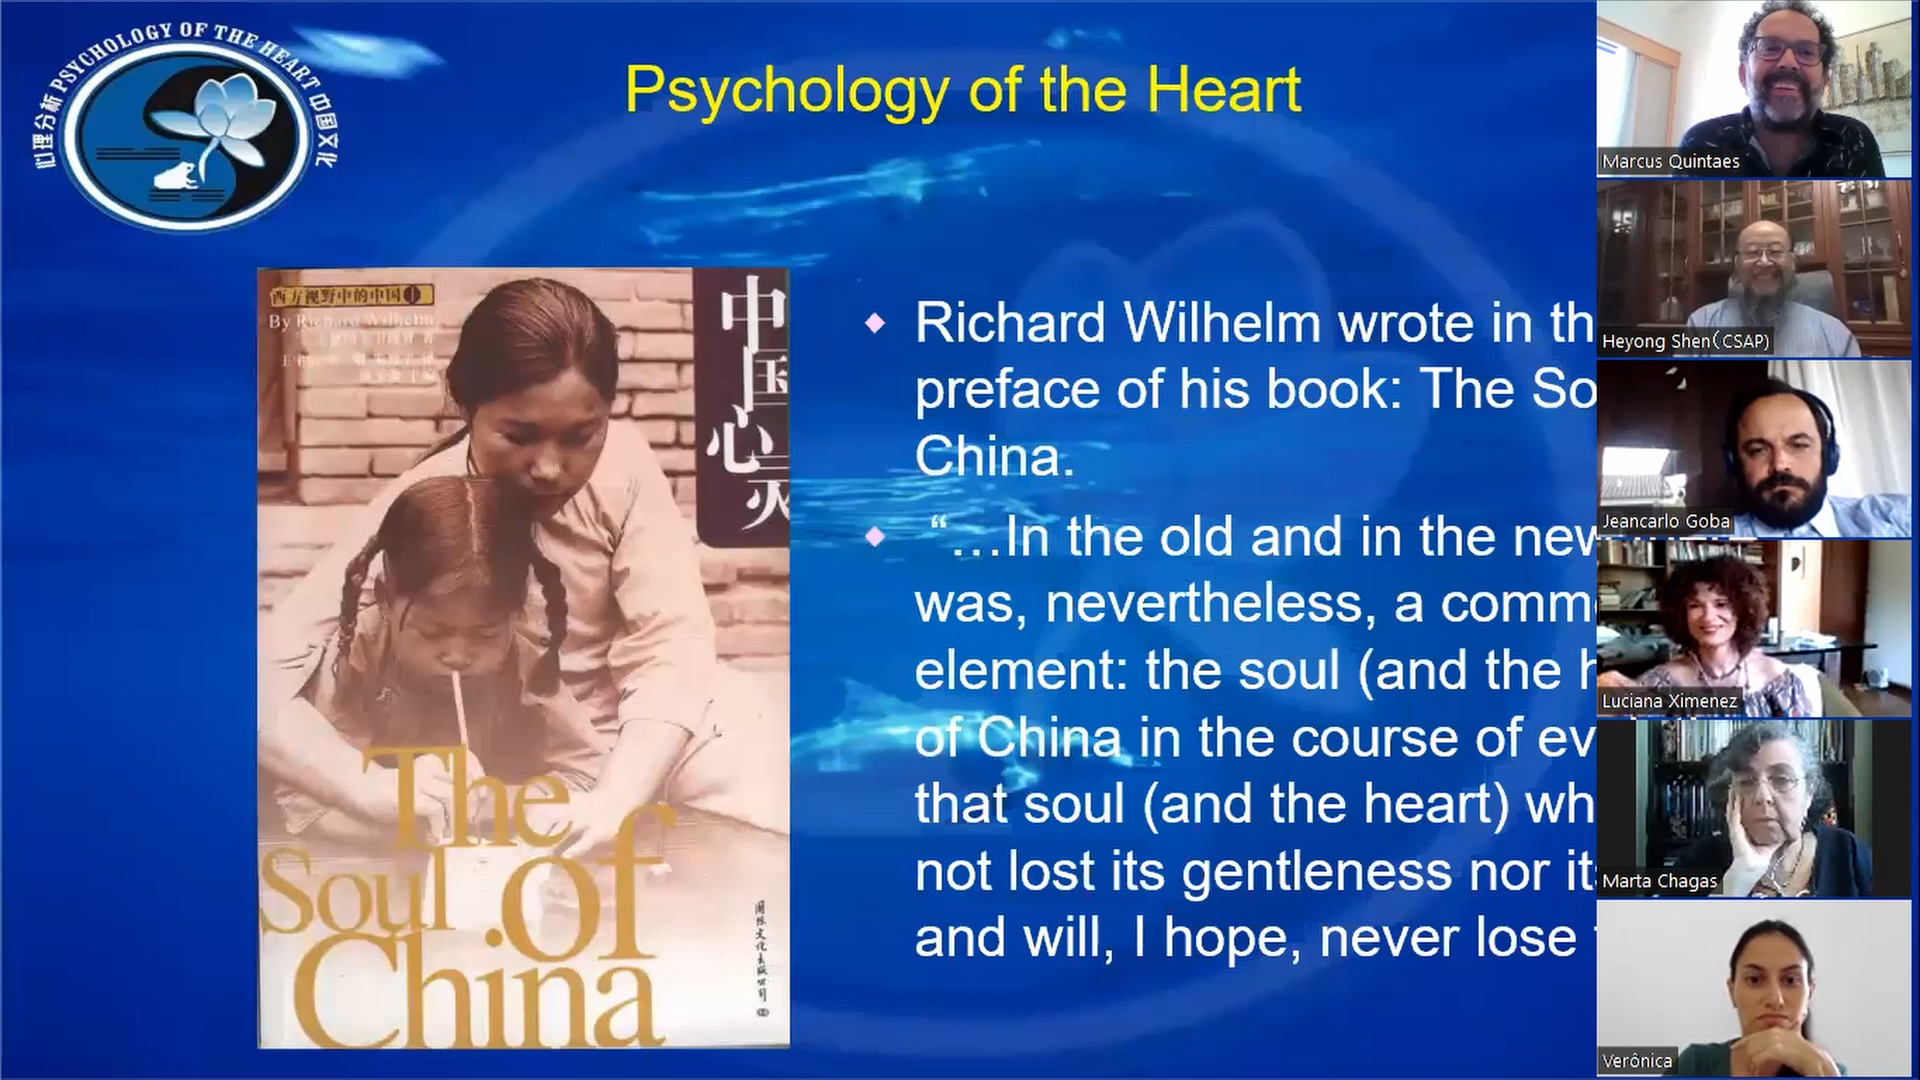 心理分析 PSYCHOLOGY OF THE HEART 中国文化
Psychology of the Heart
西方视野中的中国 1
By Richard Wilhelm
中国心灵
The
Soul of
China
Richard Wilhelm wrote in th
preface of his book: The So
China.
“…In the old and in the new
was, nevertheless, a comm
element: the soul (and the h
of China in the course of ev
that soul (and the heart) wh
not lost its gentleness nor its
and will, I hope, never lose
Marcus Quintaes
Heyong Shen(CSAP)
Jeancarlo Goba
Luciana Ximenez
Marta Chagas
Verônica